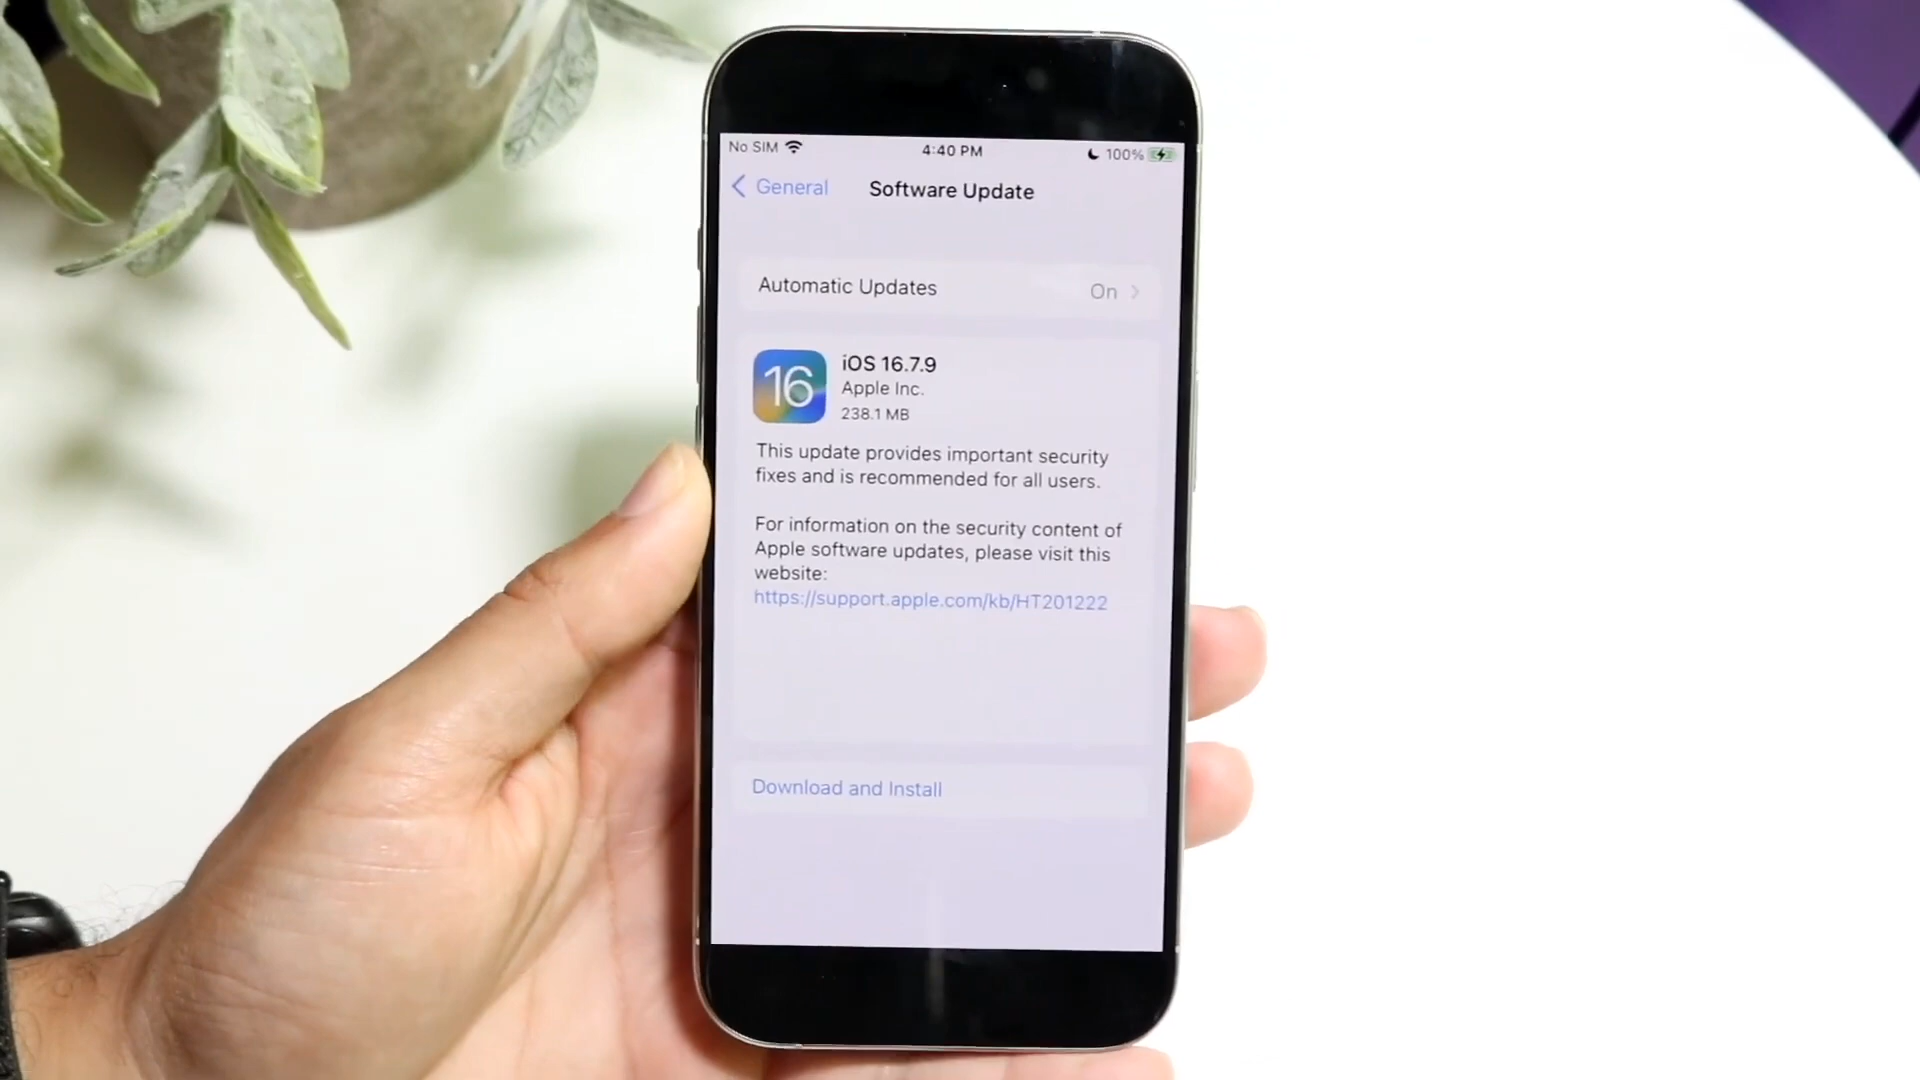 No SIM 4:40 PM 100%
General Software Update
Automatic Updates On
16
iOS 16.7.9
Apple Inc.
238.1 MB
This update provides important security
fixes and is recommended for all users.
For information on the security content of
Apple software updates, please visit this
website:
https://support.apple.com/kb/HT201222
Download and Install